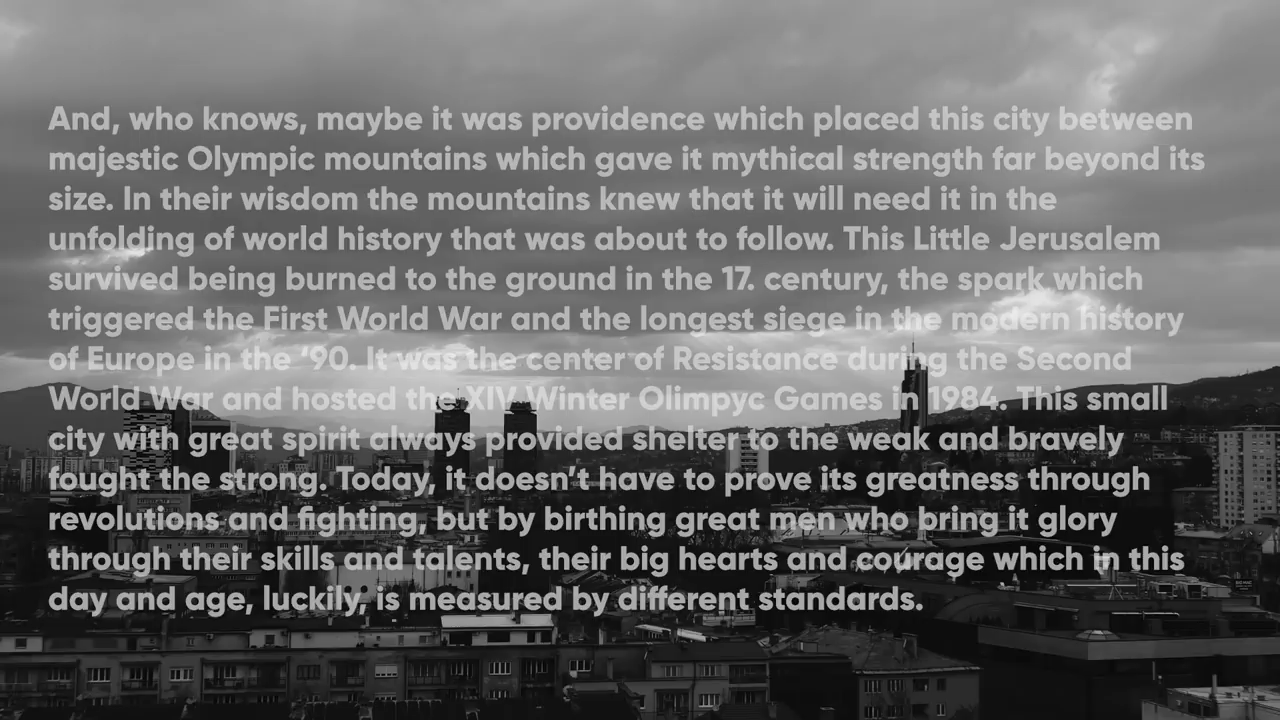 And, who knows, maybe it was providence which placed this city between
majestic Olympic mountains which gave it mythical strength far beyond its
size. In their wisdom the mountains knew that it will need it in the
unfolding of world history that was about to follow. This Little Jerusalem
survived being burned to the ground in the 17. century, the spark which
triggered the First World War and the longest siege in the modern history
of Europe in the ’90. It was the center of Resistance during the Second
World War and hosted the XIV Winter Olimpyc Games in 1984. This small
city with great spirit always provided shelter to the weak and bravely
fought the strong. Today, it doesn’t have to prove its greatness through
revolutions and fighting, but by birthing great men who bring it glory
through their skills and talents, their big hearts and courage which in this
day and age, luckily, is measured by different standards.